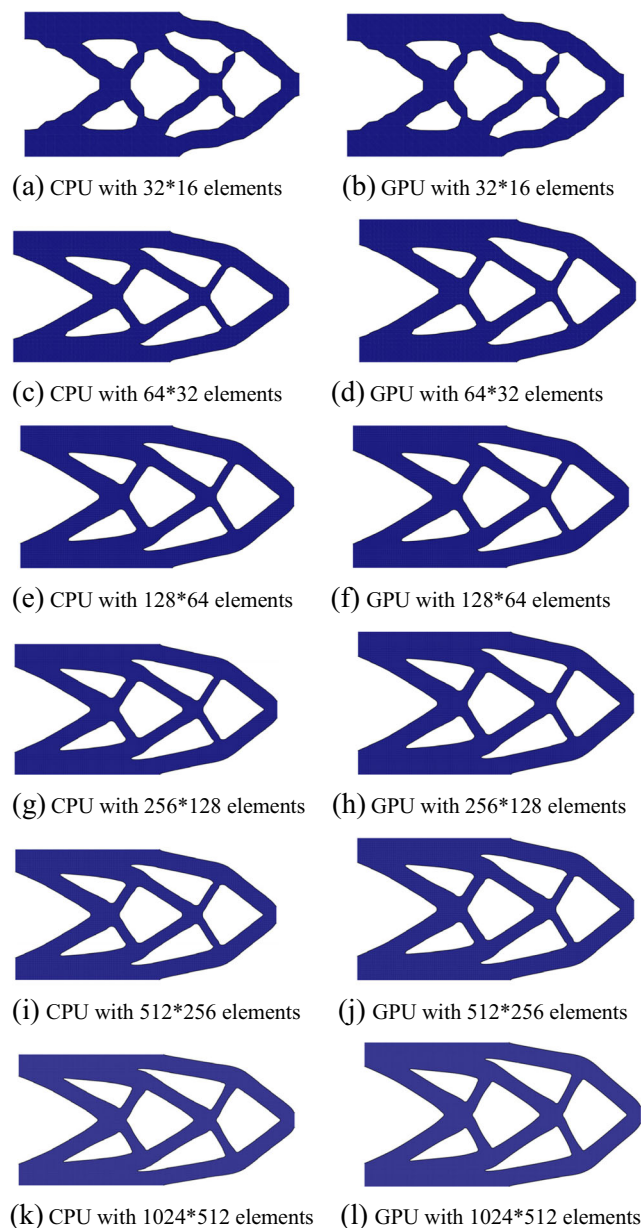 (a) CPU with 32*16 elements
(b) GPU with 32*16 elements
(c) CPU with 64*32 elements
(d) GPU with 64*32 elements
(e) CPU with 128*64 elements
(f) GPU with 128*64 elements
(g) CPU with 256*128 elements
(h) GPU with 256*128 elements
(i) CPU with 512*256 elements
(j) GPU with 512*256 elements
(k) CPU with 1024*512 elements
(l) GPU with 1024*512 elements